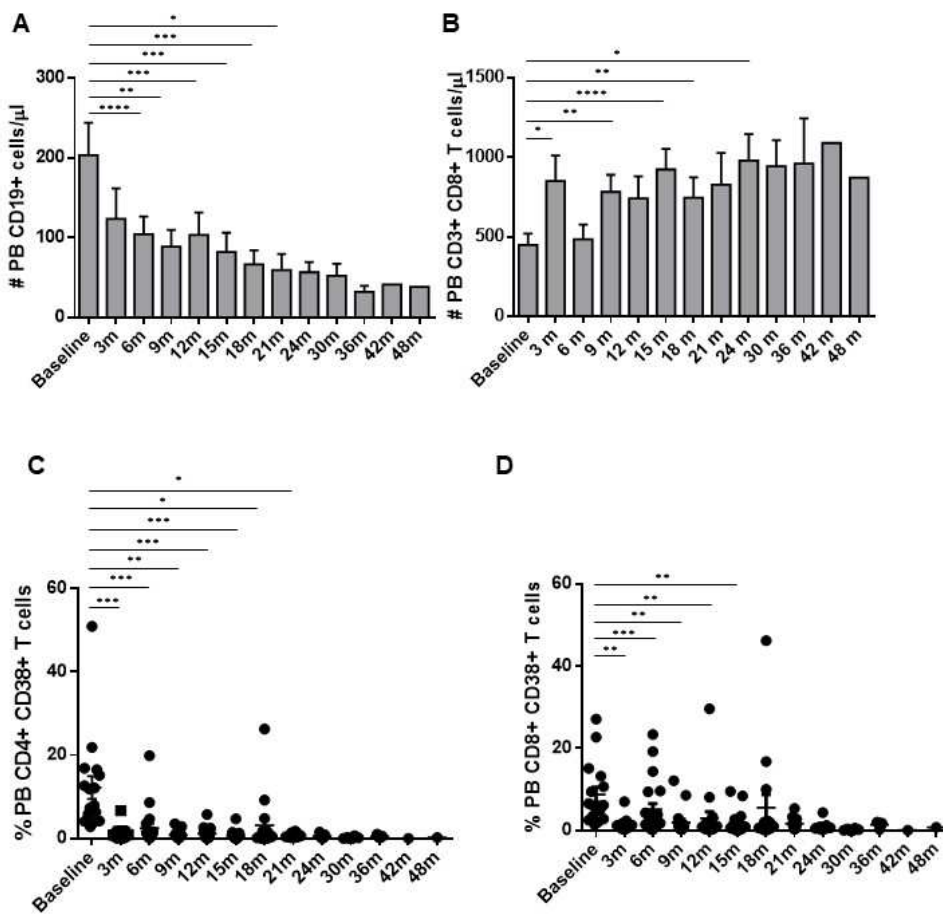 A
*
***
***
***
**
****
# PB CD19+ cells/µl
300
200
100
0
Baseline
3m
6m
9m
12m
15m
18m
21m
24m
30m
36m
42m
48m
B
*
**
****
**
*
# PB CD3+ CD8+ T cells/µl
1500
1000
500
0
Baseline
3 m
6 m
9 m
12 m
15 m
18 m
21 m
24 m
30 m
36 m
42 m
48 m
C
*
*
***
***
**
***
***
% PB CD4+ CD38+ T cells
60
40
20
0
Baseline
3m
6m
9m
12m
15m
18m
21m
24m
30m
36m
42m
48m
D
**
**
**
***
**
% PB CD8+ CD38+ T cells
60
40
20
0
Baseline
3m
6m
9m
12m
15m
18m
21m
24m
30m
36m
42m
48m